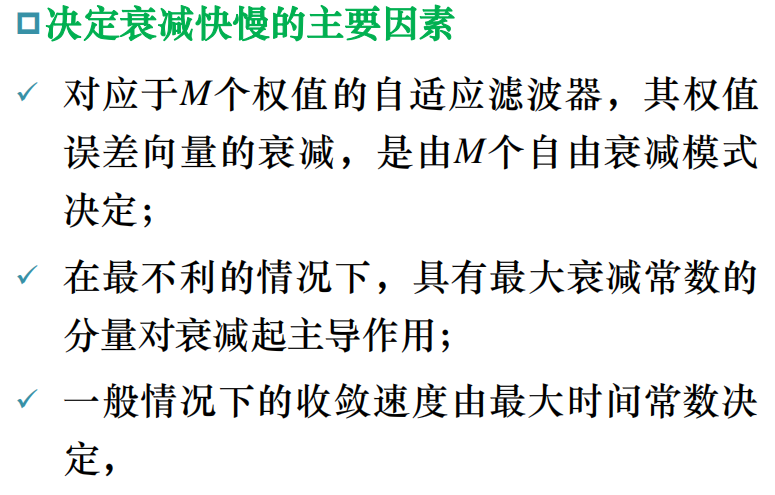 决定衰减快慢的主要因素
对应于M个权值的自适应滤波器，其权值
误差向量的衰减，是由M个自由衰减模式
决定；
在最不利的情况下，具有最大衰减常数的
分量对衰减起主导作用；
一般情况下的收敛速度由最大时间常数决
定，